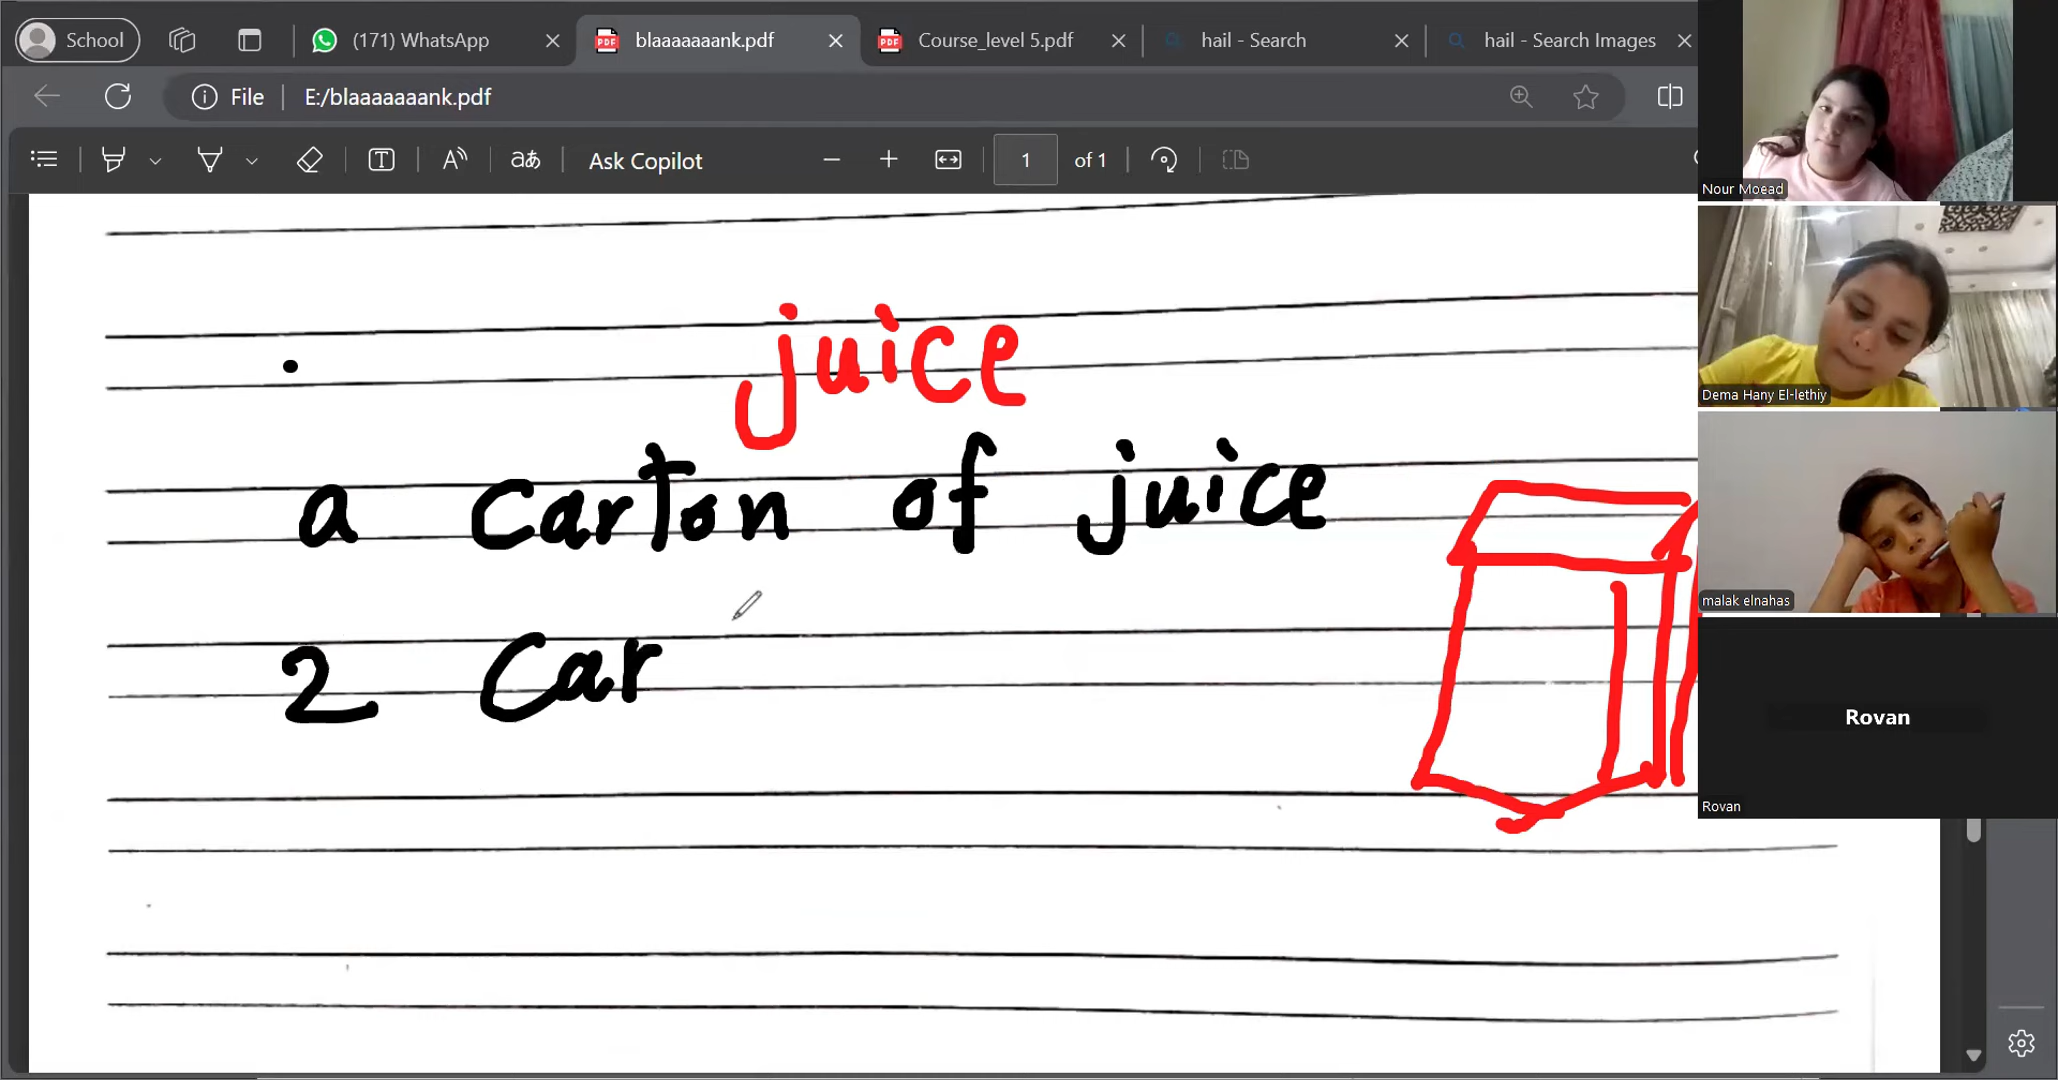 School (171) WhatsApp blaaaaaaank.pdf Course_level 5.pdf hail - Search hail - Search Images
File E:/blaaaaaaank.pdf
Ask Copilot 1 of 1
juice
a carton of juice
2 Car
Nour Moead
Dema Hany El-lethiy
malak elnahas
Rovan
Rovan